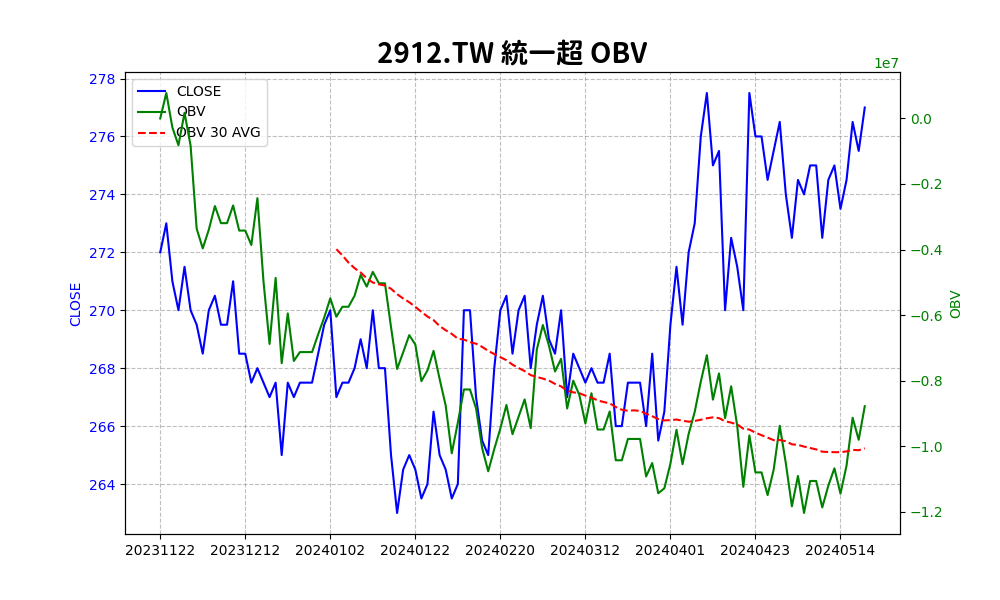 2912.TW 統一超 OBV
1e7
CLOSE
OBV
OBV 30 AVG
278
276
274
272
270
268
266
264
CLOSE
0.0
−0.2
−0.4
−0.6
−0.8
−1.0
−1.2
OBV
20231122 20231212 20240102 20240122 20240220 20240312 20240401 20240423 20240514